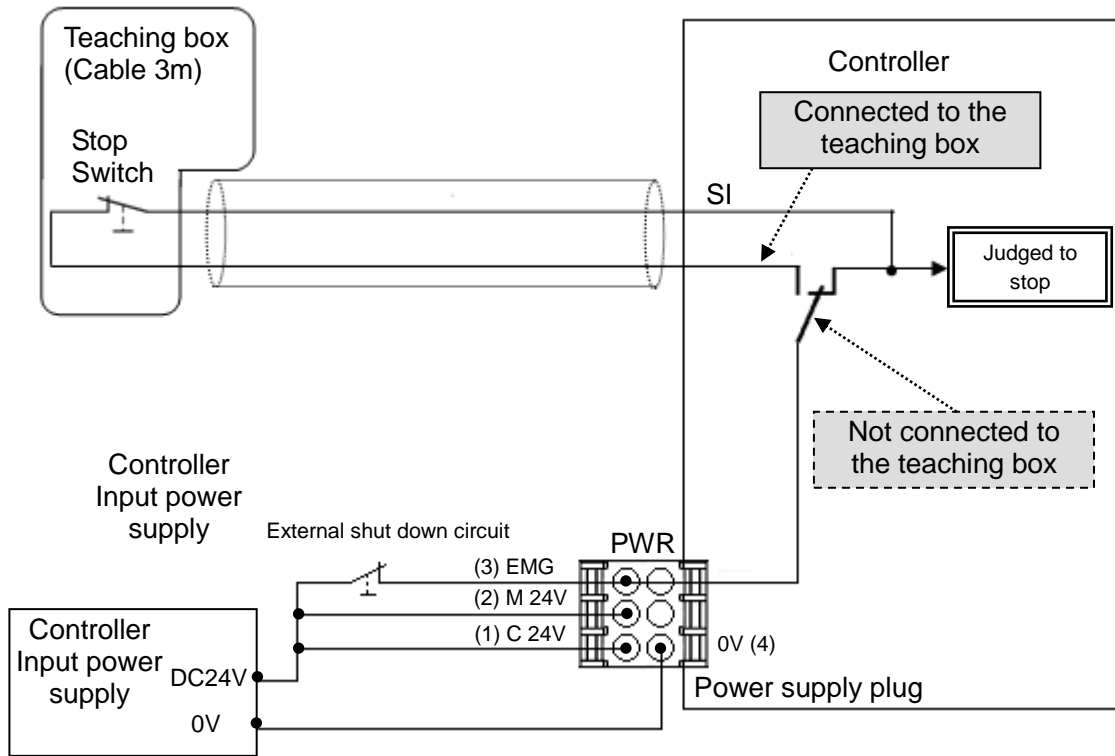 Teaching box
(Cable 3m)
Stop
Switch
Controller
Connected to the
teaching box
SI
Judged to
stop
Not connected to
the teaching box
Controller
Input power
supply
External shut down circuit
PWR
(3) EMG
(2) M 24V
(1) C 24V
0V (4)
Power supply plug
Controller
Input power
supply
DC24V
0V